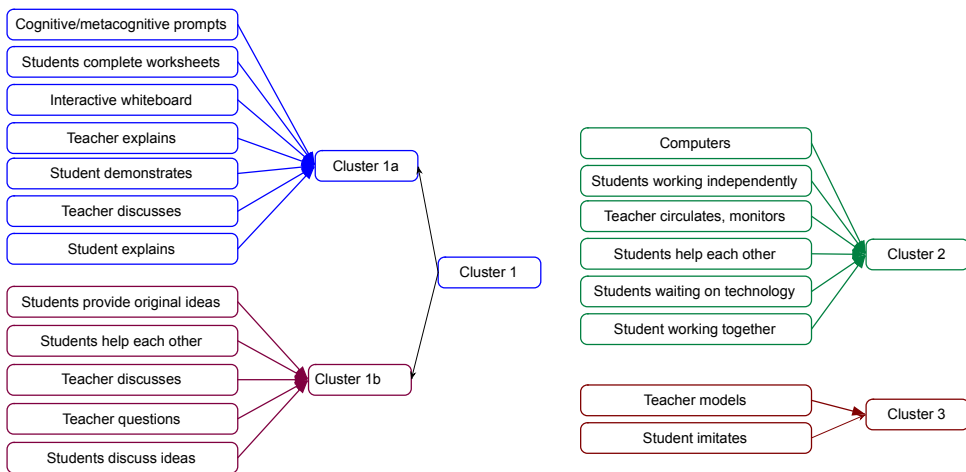 Cognitive/metacognitive prompts
Students complete worksheets
Interactive whiteboard
Teacher explains
Student demonstrates
Teacher discusses
Student explains
Cluster 1a
Cluster 1
Students provide original ideas
Students help each other
Teacher discusses
Teacher questions
Students discuss ideas
Cluster 1b
Computers
Students working independently
Teacher circulates, monitors
Students help each other
Students waiting on technology
Student working together
Cluster 2
Teacher models
Student imitates
Cluster 3